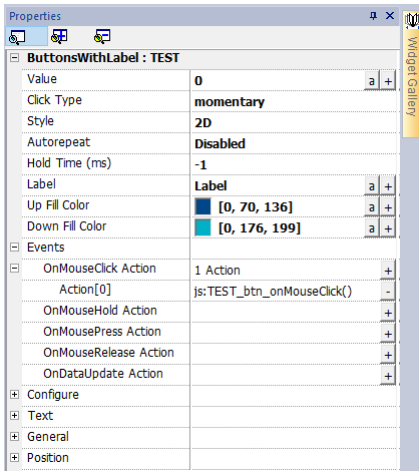 Properties
ButtonsWithLabel : TEST
Value 0 a +
Click Type momentary
Style 2D
Autorepeat Disabled
Hold Time (ms) -1
Label Label a +
Up Fill Color [0, 70, 136] a +
Down Fill Color [0, 176, 199] a +
Events
OnMouseClick Action 1 Action +
Action[0] js:TEST_btn_onMouseClick() -
OnMouseHold Action +
OnMousePress Action +
OnMouseRelease Action +
OnDataUpdate Action +
Configure
Text
General
Position
Widget Gallery